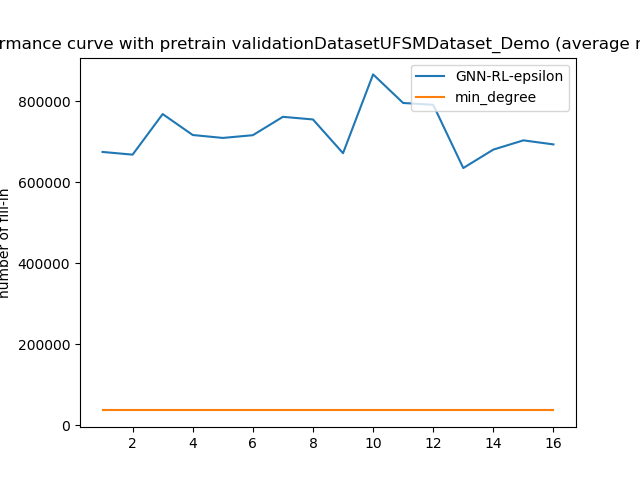 rmance curve with pretrain validationDatasetUFSMDataset_Demo (average
GNN-RL-epsilon
min_degree
number of fill-in
800000
600000
400000
200000
0
2 4 6 8 10 12 14 16